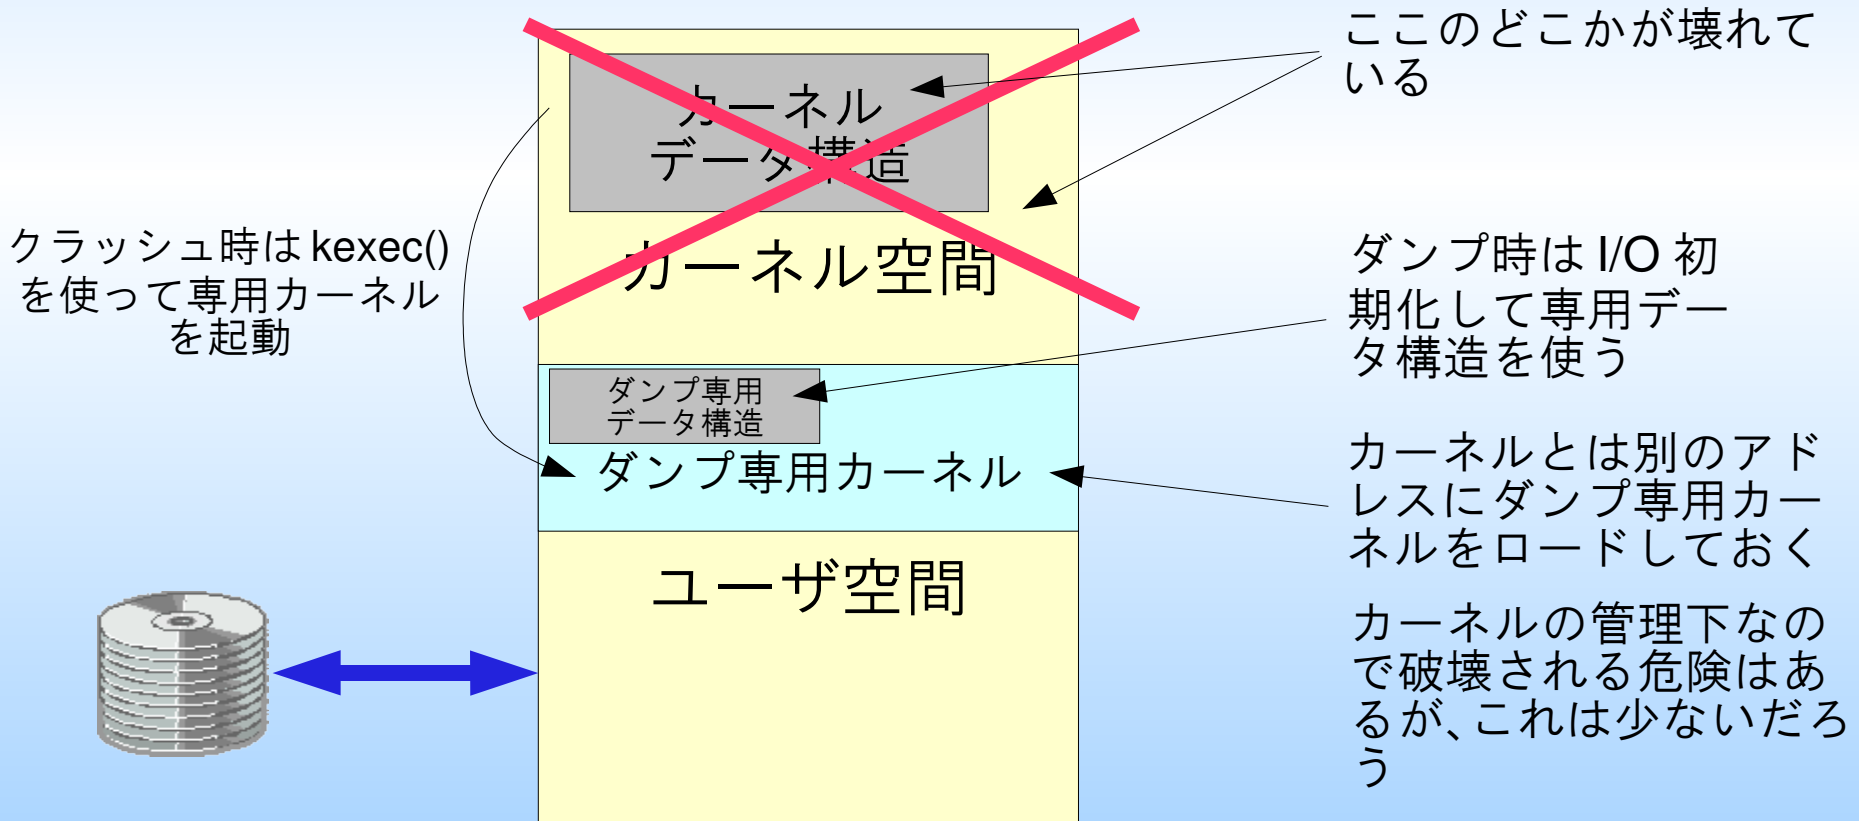 ここのどこかが壊れて
いる
カーネル
データ構造
カーネル空間
クラッシュ時は kexec()
を使って専用カーネル
を起動
ダンプ時は I/O 初
期化して専用デー
タ構造を使う
ダンプ専用
データ構造
ダンプ専用カーネル
カーネルとは別のアド
レスにダンプ専用カー
ネルをロードしておく
ユーザ空間
カーネルの管理下なの
で破壊される危険はあ
るが、これは少ないだろ
う